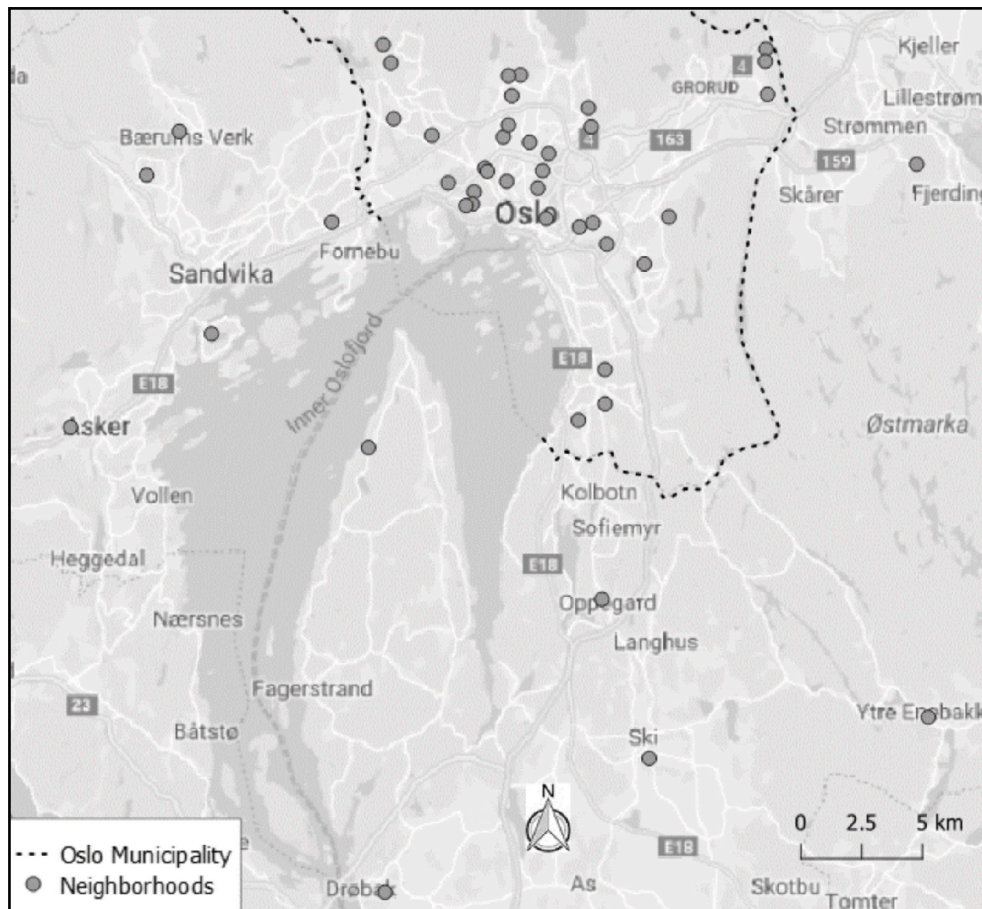 Kjeller
4
GRORUD
Lillestrøm
Bærums Verk
4
163
Strømmen
159
Skårer
Fjerding
Oslo
Fornebu
Sandvika
Inner Oslofjord
E18
E18
Asker
Østmarka
Vollen
Kolbotn
Sofiemyr
Heggedal
E18
Oppegard
Nærsnes
Langhus
Fagerstrand
23
Ytre Enebakk
Båtstø
Ski
N
0 2.5 5 km
E18
Oslo Municipality
Neighborhoods
Drøbak
As
Skotbu
Tomter